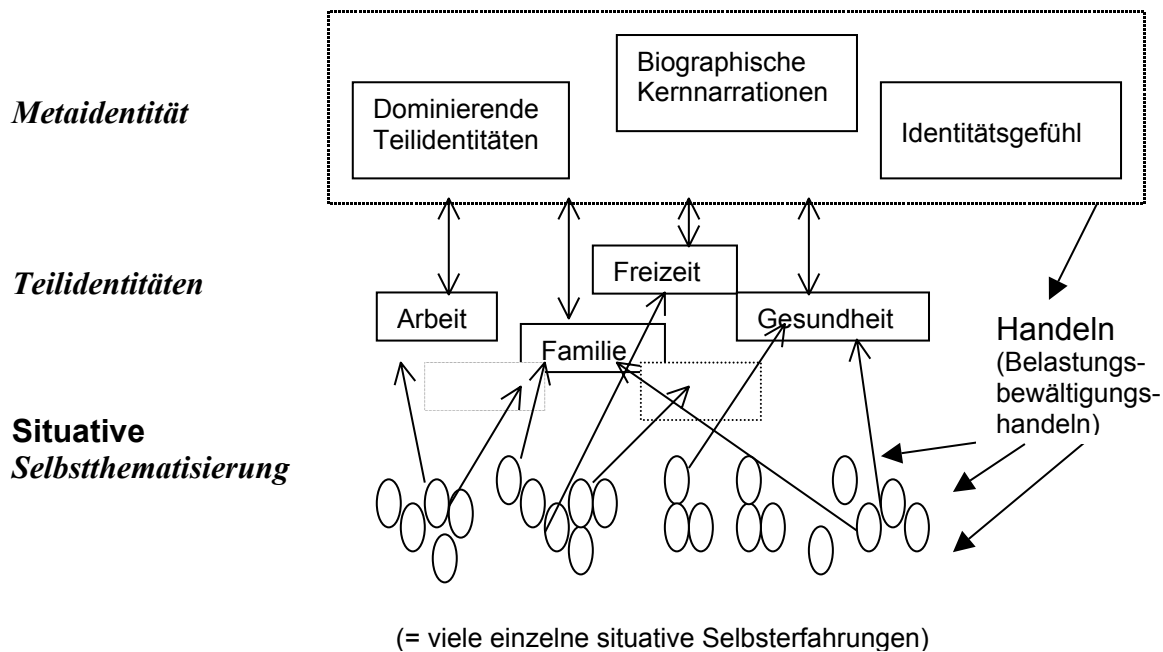 Metaidentität
Dominierende
Teilidentitäten
Biographische
Kernnarrationen
Identitätsgefühl
Teilidentitäten
Arbeit
Familie
Freizeit
Gesundheit
Handeln
(Belastungs-
bewältigungs-
handeln)
Situative
Selbstthematisierung
(= viele einzelne situative Selbsterfahrungen)